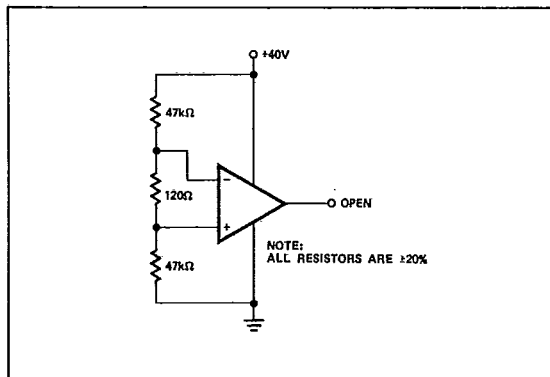 +40V
47kΩ
−
120Ω
+
OPEN
47kΩ
NOTE:
ALL RESISTORS ARE ±20%